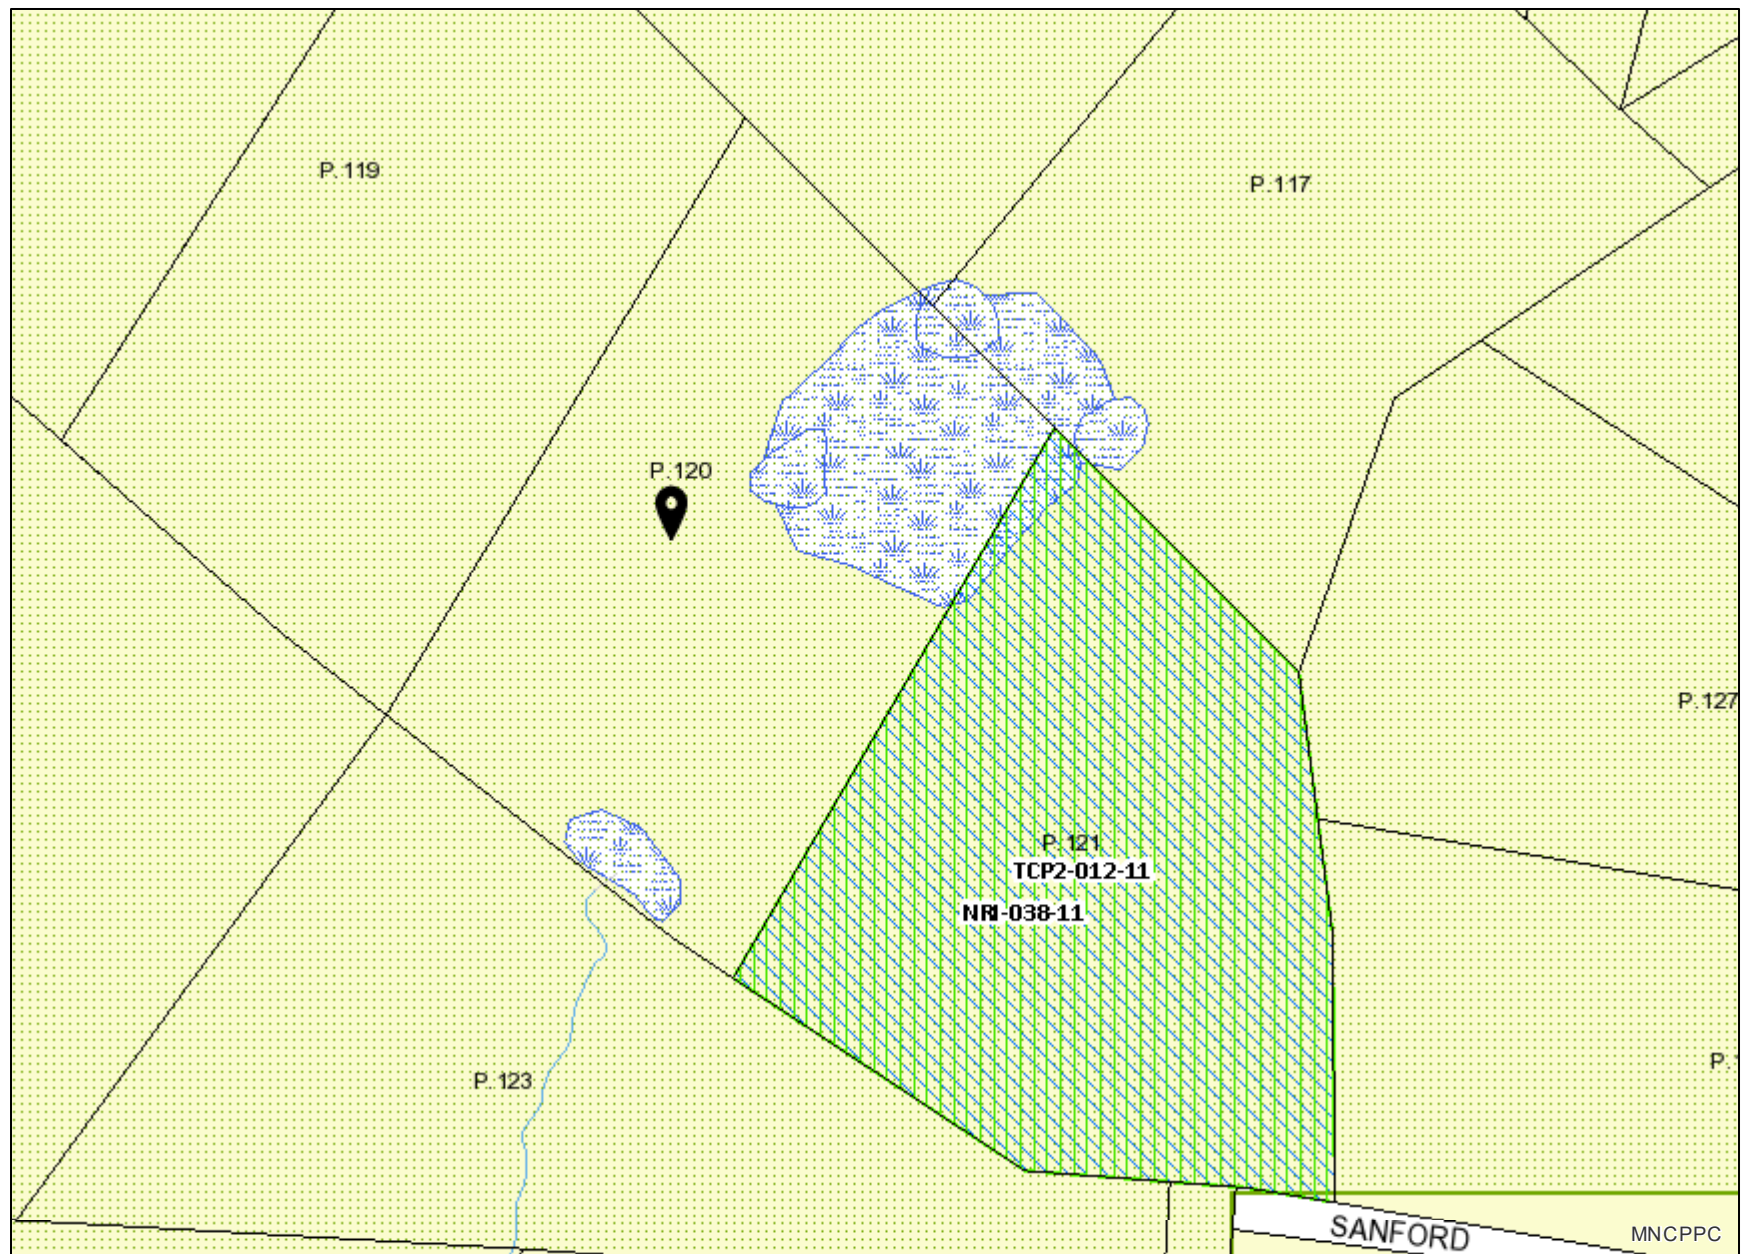 P. 119
P. 117
P. 120
P. 127
P. 121
TCP2-012-11
NRI-038-11
P.
P. 123
SANFORD
MNCPPC